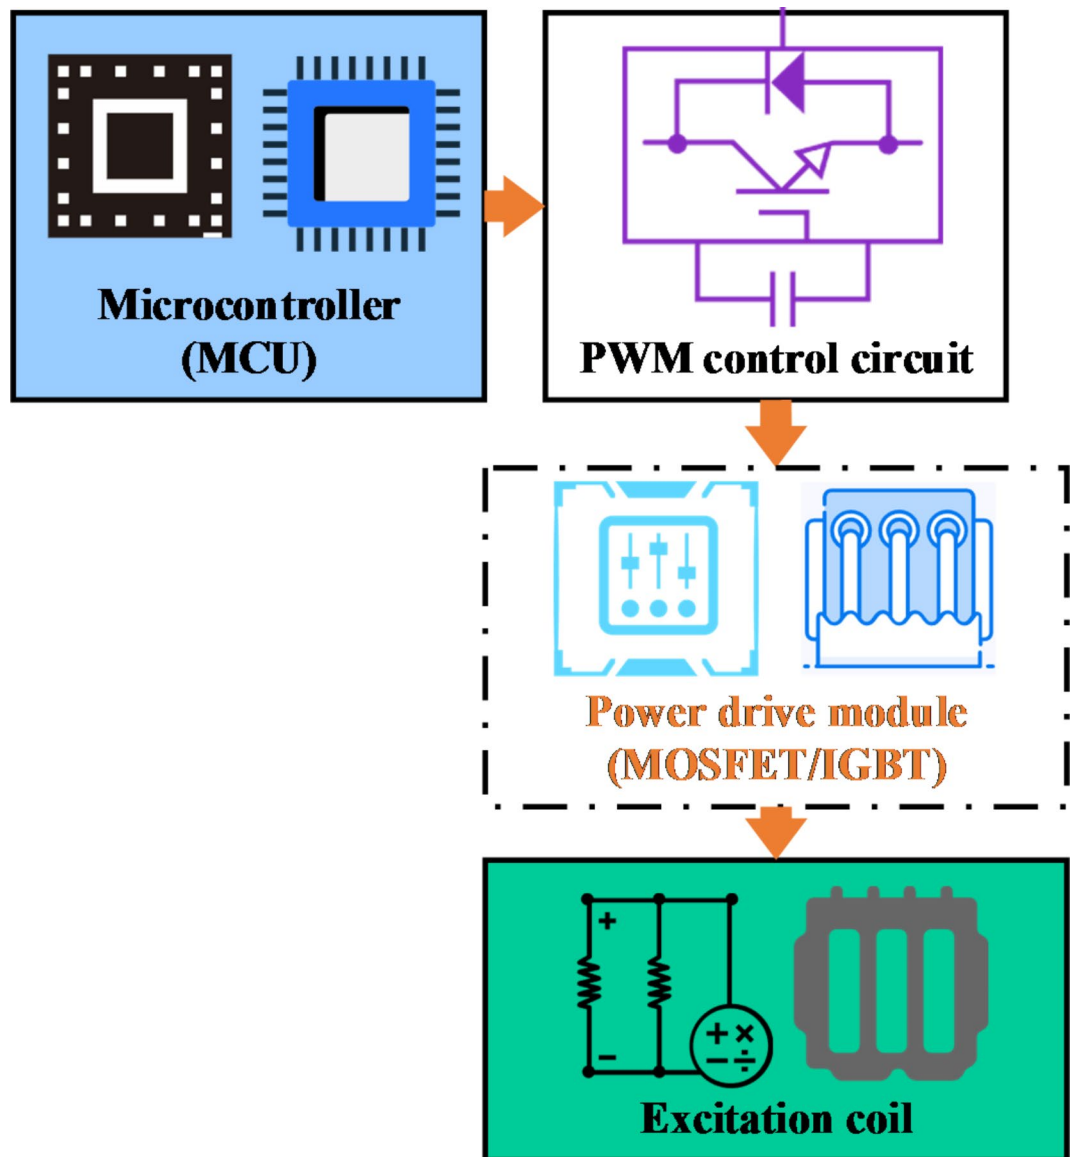 Microcontroller
(MCU)
PWM control circuit
Power drive module
(MOSFET/IGBT)
+
−
+ ×
− ÷
Excitation coil